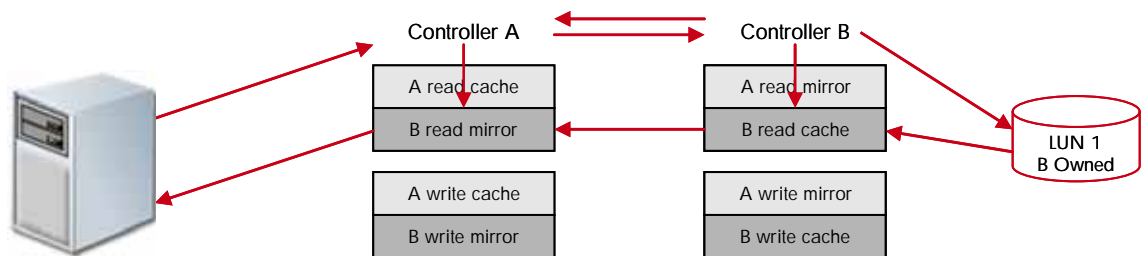 Controller A
Controller B
A read cache
B read mirror
A read mirror
B read cache
LUN 1
B Owned
A write cache
B write mirror
A write mirror
B write cache